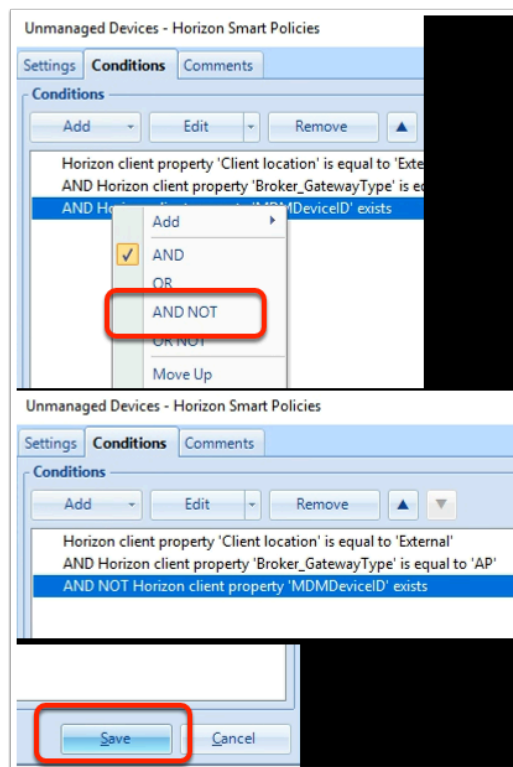 Unmanaged Devices - Horizon Smart Policies
Settings Conditions Comments
Conditions
Add Edit Remove
Horizon client property 'Client location' is equal to 'Exte
AND Horizon client property 'Broker_GatewayType' is eq
AND Ho MDMDeviceID' exists
Add
AND
OR
AND NOT
OR NOT
Move Up
Unmanaged Devices - Horizon Smart Policies
Settings Conditions Comments
Conditions
Add Edit Remove
Horizon client property 'Client location' is equal to 'External'
AND Horizon client property 'Broker_GatewayType' is equal to 'AP'
AND NOT Horizon client property 'MDMDeviceID' exists
Save Cancel